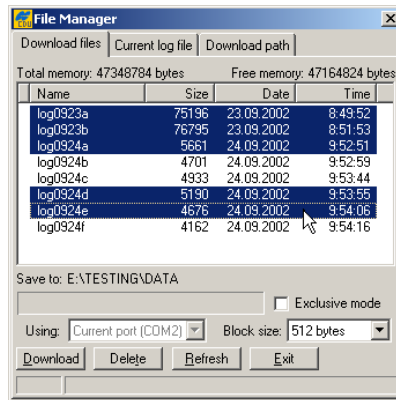 CDU File Manager
Download files Current log file Download path
Total memory: 47348784 bytes Free memory: 47164824 bytes
Name Size Date Time
log0923a 75196 23.09.2002 8:49:52
log0923b 76795 23.09.2002 8:51:53
log0924a 5661 24.09.2002 9:52:51
log0924b 4701 24.09.2002 9:52:59
log0924c 4933 24.09.2002 9:53:44
log0924d 5190 24.09.2002 9:53:55
log0924e 4676 24.09.2002 9:54:06
log0924f 4162 24.09.2002 9:54:16
Save to: E:\TESTING\DATA
Exclusive mode
Using: Current port (COM2) Block size: 512 bytes
Download Delete Refresh Exit